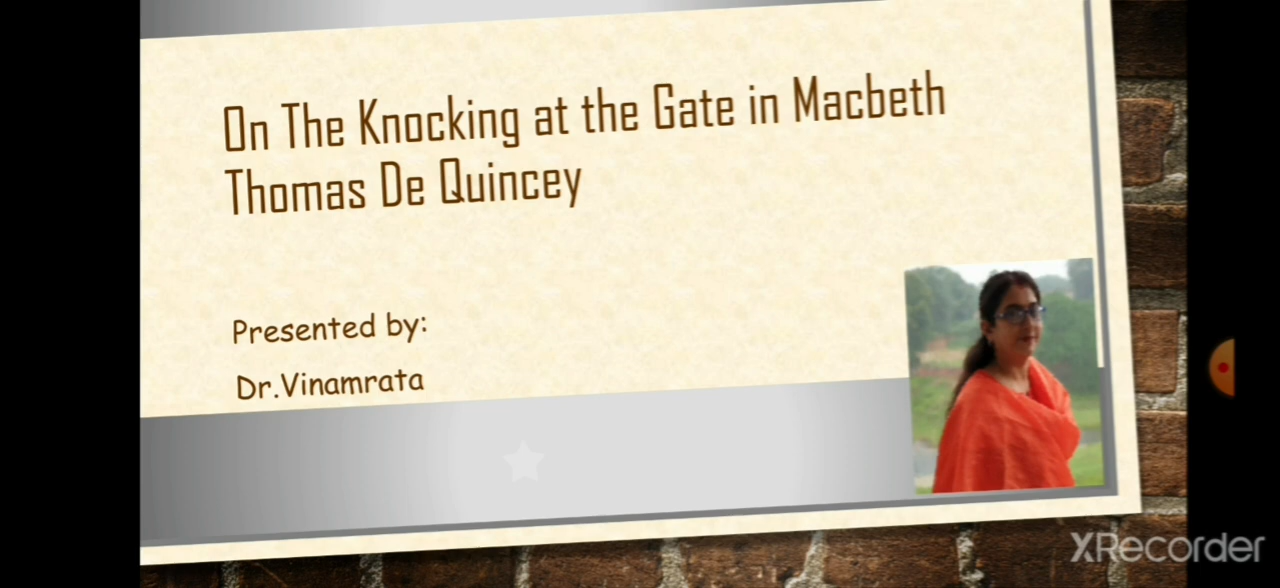 On The Knocking at the Gate in Macbeth
Thomas De Quincey
Presented by:
Dr.Vinamrata
XRecorder